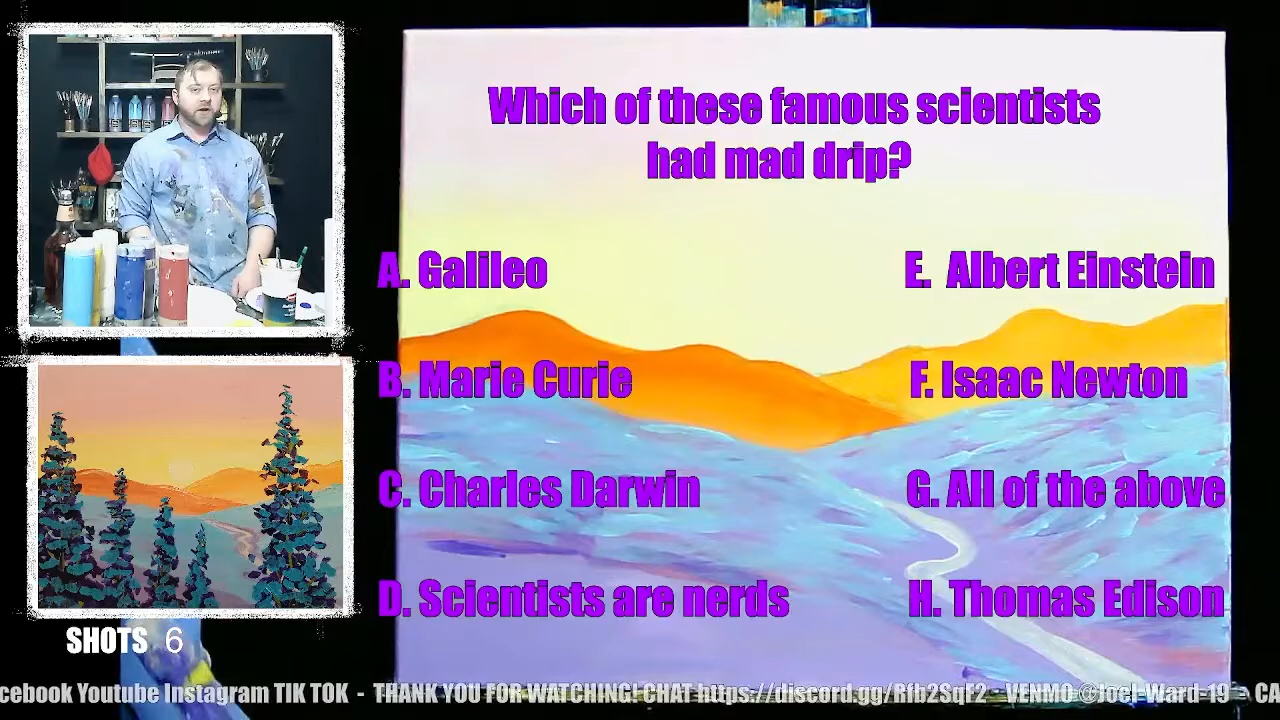 Which of these famous scientists
had mad drip?
A. Galileo
E. Albert Einstein
B. Marie Curie
F. Isaac Newton
C. Charles Darwin
G. All of the above
D. Scientists are nerds
H. Thomas Edison
SHOTS 6
cebook Youtube Instagram TIK TOK - THANK YOU FOR WATCHING! CHAT https://discord.gg/Rfb2Sqr2 - VENMO @Joel-Ward-19 - CA